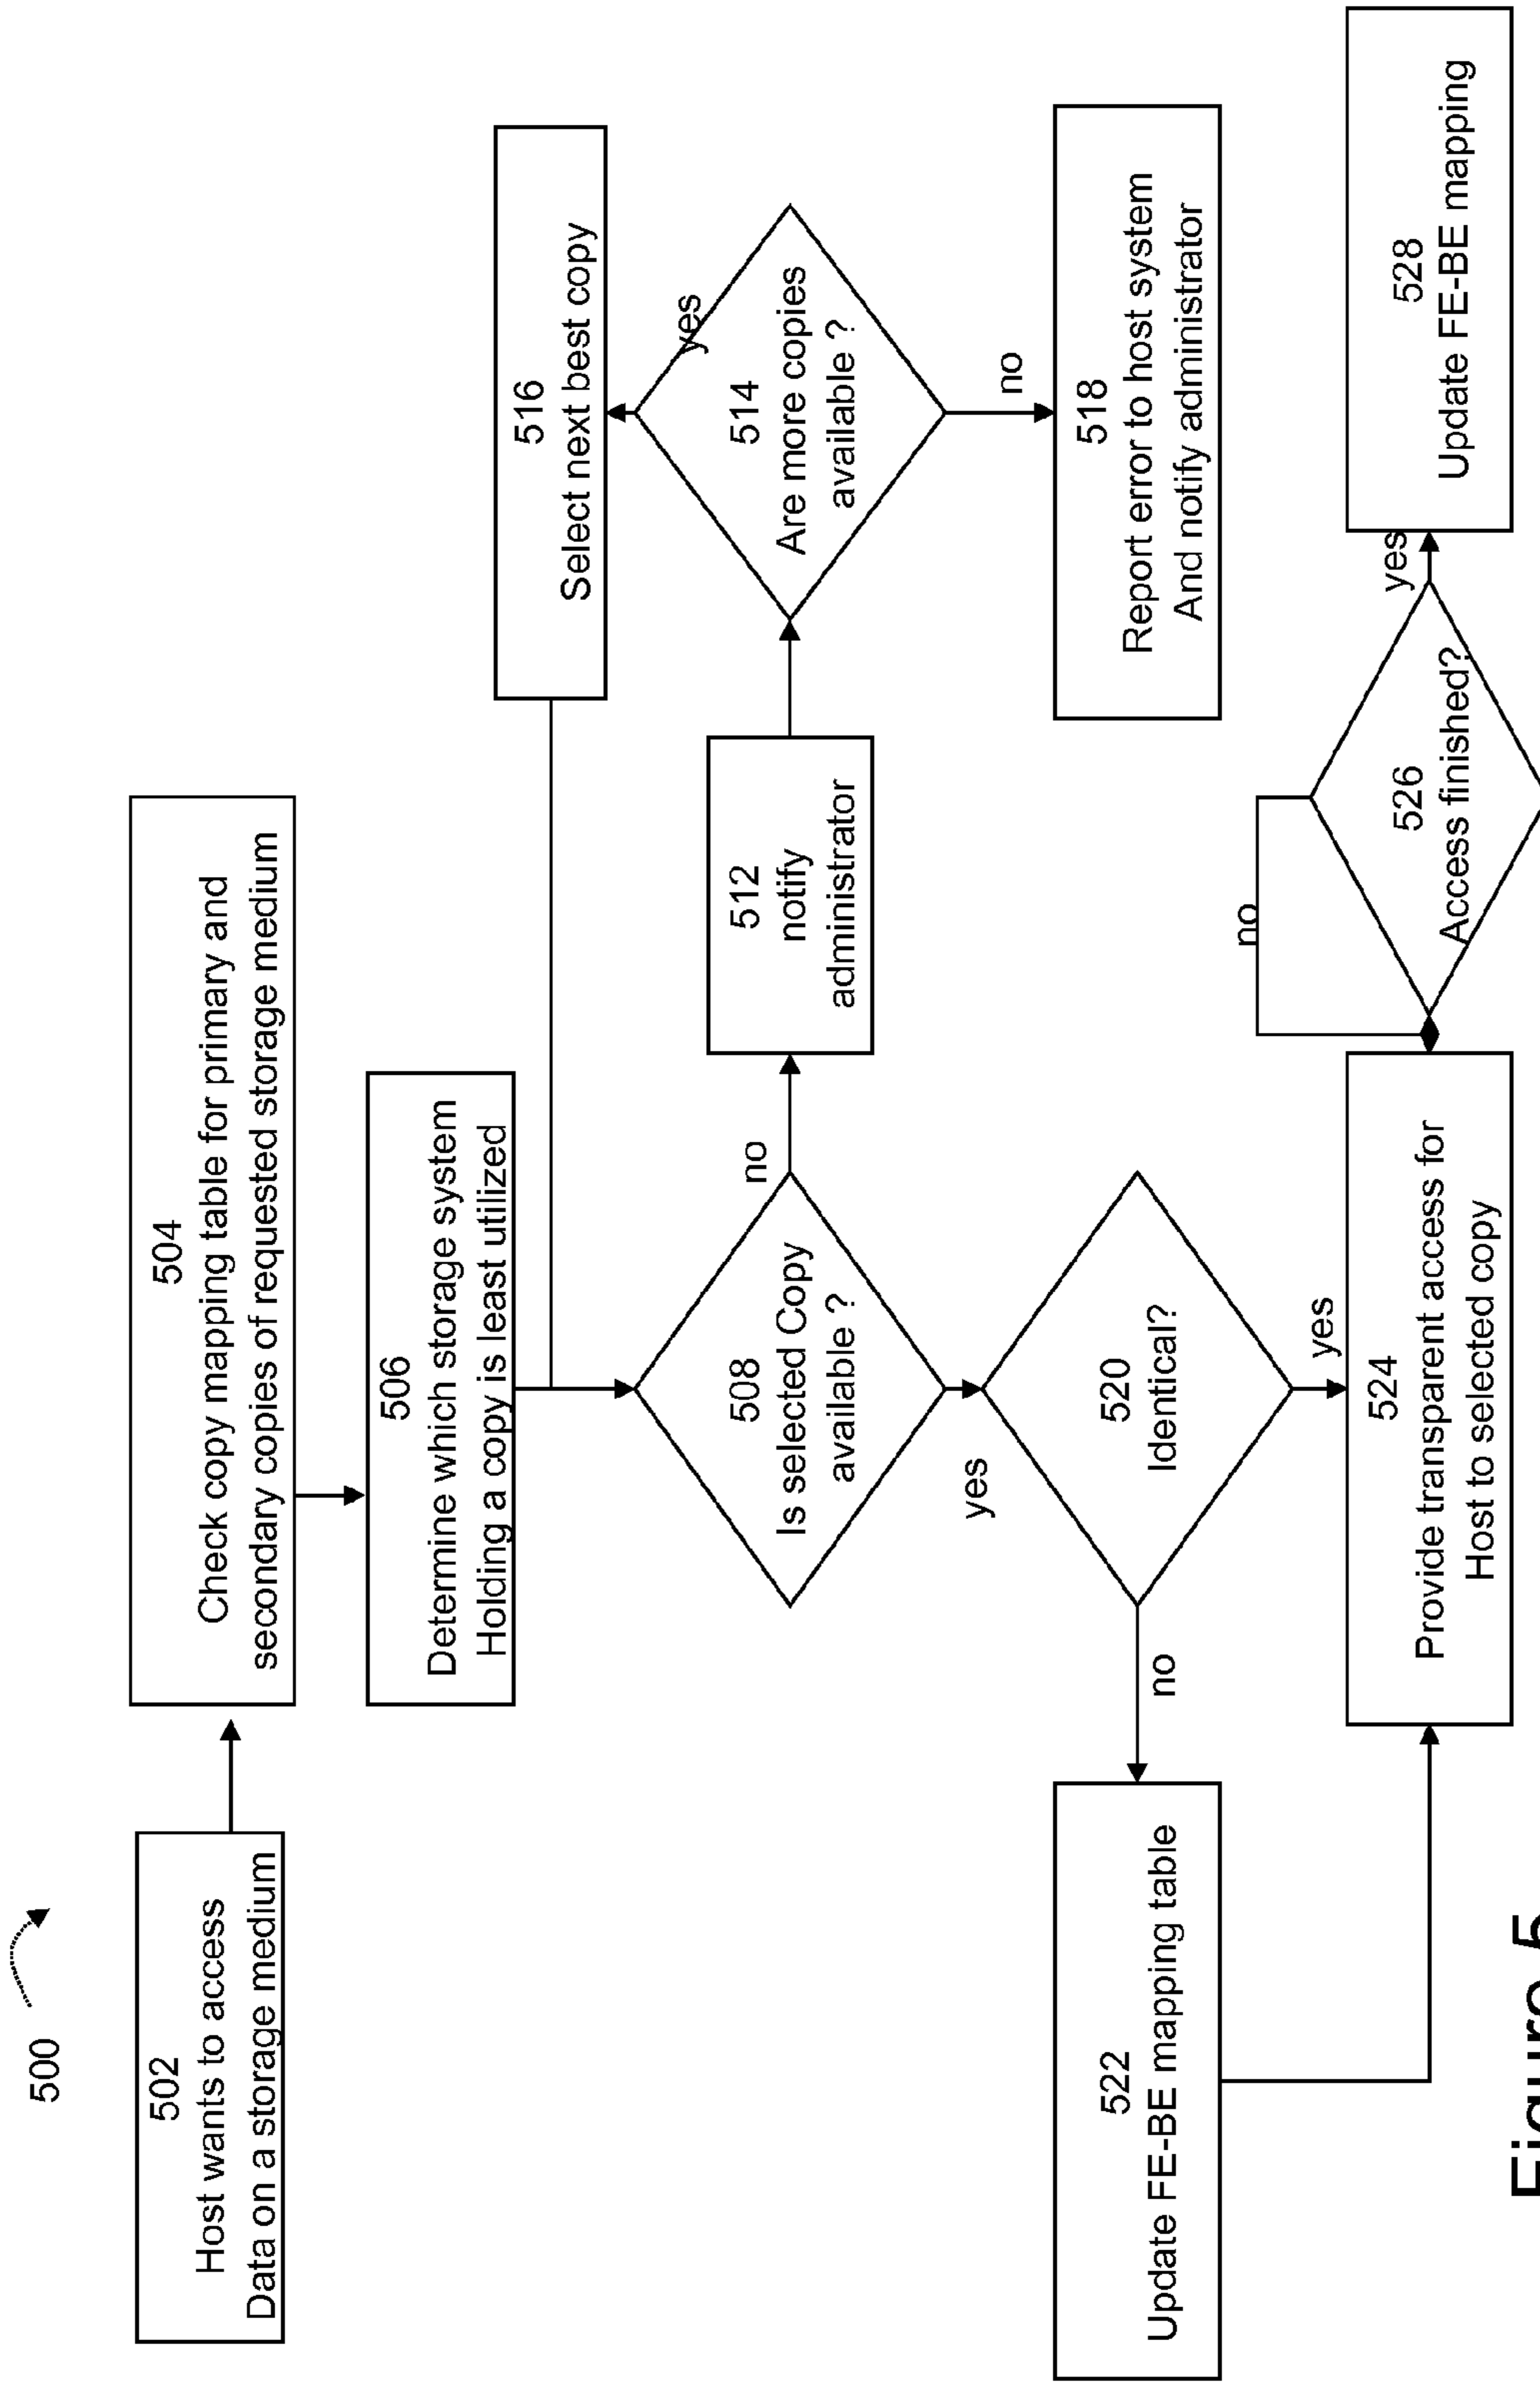 500
502
Host wants to access
Data on a storage medium
504
Check copy mapping table for primary and
secondary copies of requested storage medium
506
Determine which storage system
Holding a copy is least utilized
508
Is selected Copy
available ?
no
512
notify
administrator
514
Are more copies
available ?
yes
516
Select next best copy
no
518
Report error to host system
And notify administrator
yes
520
Identical?
no
522
Update FE-BE mapping table
yes
524
Provide transparent access for
Host to selected copy
no
526
Access finished?
yes
528
Update FE-BE mapping
Figure 5